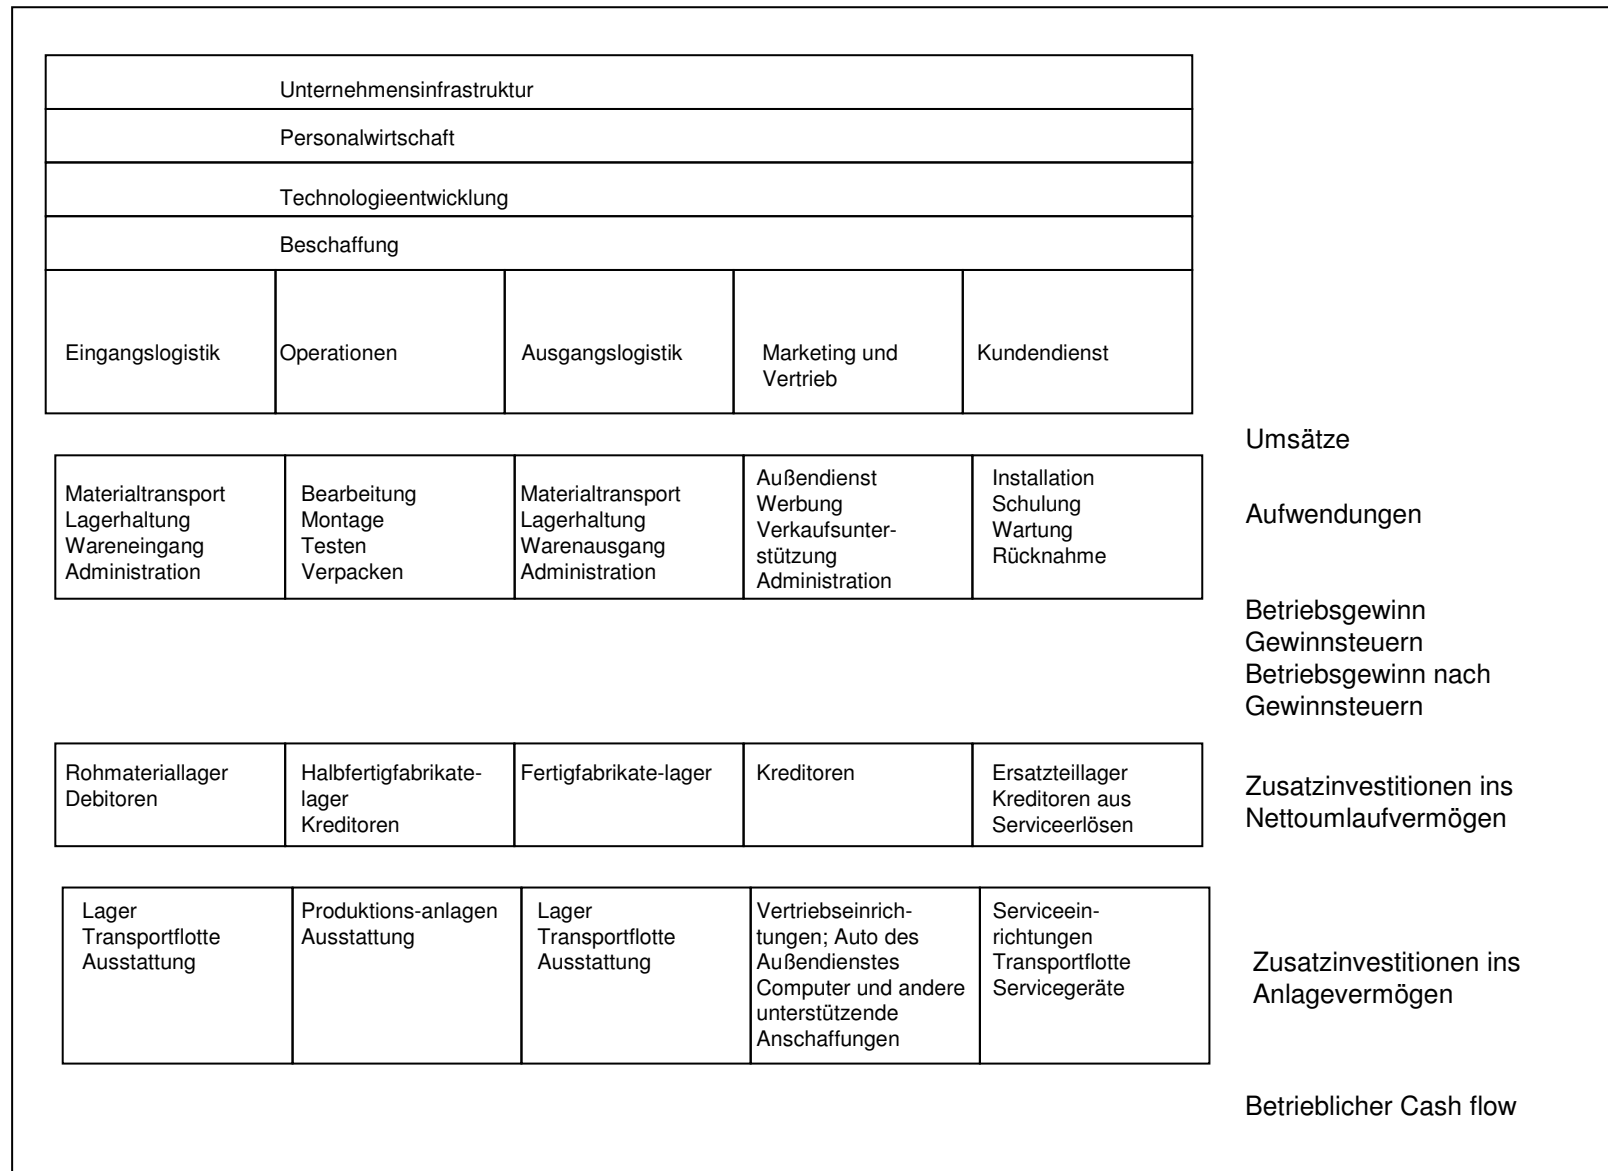 Unternehmensinfrastruktur
Personalwirtschaft
Technologieentwicklung
Beschaffung
Eingangslogistik
Operationen
Ausgangslogistik
Marketing und
Vertrieb
Kundendienst
Umsätze
Materialtransport
Lagerhaltung
Wareneingang
Administration
Bearbeitung
Montage
Testen
Verpacken
Materialtransport
Lagerhaltung
Warenausgang
Administration
Außendienst
Werbung
Verkaufsunter-
stützung
Administration
Installation
Schulung
Wartung
Rücknahme
Aufwendungen
Betriebsgewinn
Gewinnsteuern
Betriebsgewinn nach
Gewinnsteuern
Rohmateriallager
Debitoren
Halbfertigfabrikate-
lager
Kreditoren
Fertigfabrikate-lager
Kreditoren
Ersatzteillager
Kreditoren aus
Serviceerlösen
Zusatzinvestitionen ins
Nettoumlaufvermögen
Lager
Transportflotte
Ausstattung
Produktions-anlagen
Ausstattung
Lager
Transportflotte
Ausstattung
Vertriebseinrich-
tungen; Auto des
Außendienstes
Computer und andere
unterstützende
Anschaffungen
Serviceein-
richtungen
Transportflotte
Servicegeräte
Zusatzinvestitionen ins
Anlagevermögen
Betrieblicher Cash flow